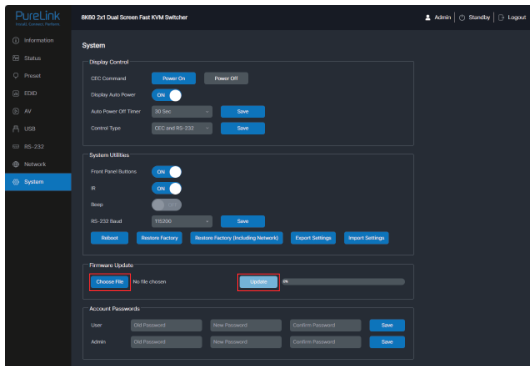 PureLink
8K60 2x1 Dual Screen Fast KVM Switcher
Admin
Standby
Logout
Information
Status
Preset
EDID
AV
USB
RS-232
Network
System
System
Display Control
CEC Command
Power On
Power Off
Display Auto Power
ON
Auto Power Off Timer
30 Sec
Save
Control Type
CEC and RS-232
Save
System Utilities
Front Panel Buttons
ON
IR
ON
Beep
RS-232 Baud
115200
Save
Reboot
Restore Factory
Restore Factory (Including Network)
Export Settings
Import Settings
Firmware Update
Choose File
No file chosen
Update
0%
Account Passwords
User
Old Password
New Password
Confirm Password
Save
Admin
Old Password
New Password
Confirm Password
Save